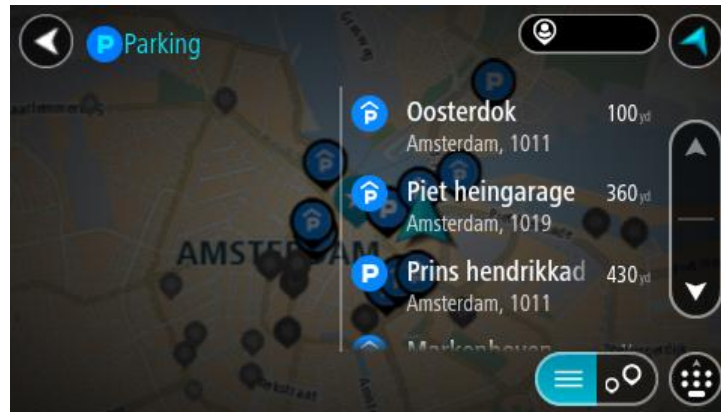 P Parking
Oosterdok 100 yd
Amsterdam, 1011
Piet heingarage 360 yd
Amsterdam, 1019
Prins hendrikkad 430 yd
Amsterdam, 1011
Markenhoven
AMSTERDAM